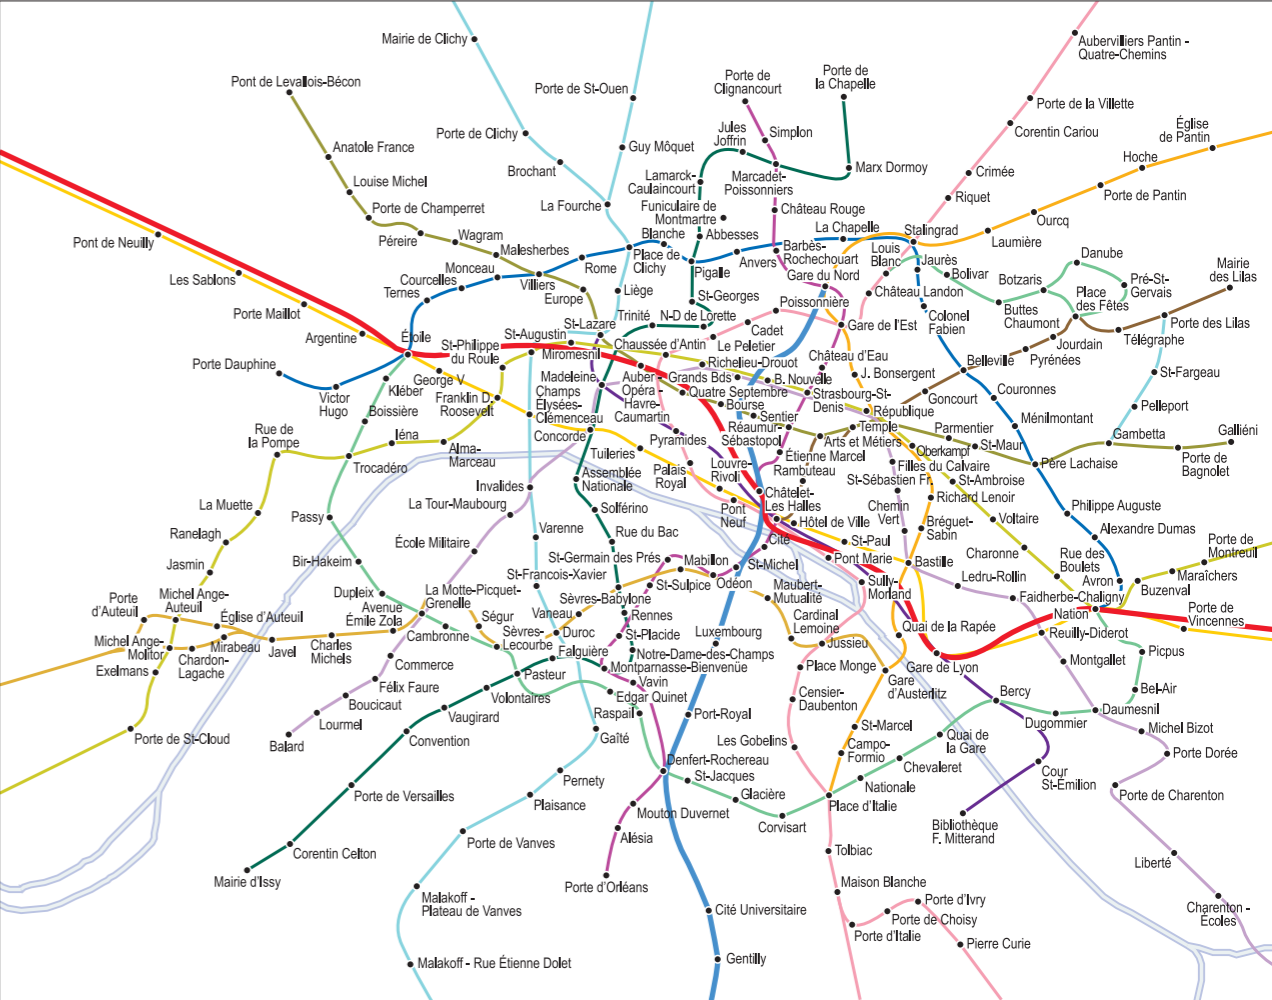 Mairie de Clichy
Aubervilliers Pantin -
Quatre-Chemins
Pont de Levallois-Bécon
Porte de St-Ouen
Porte de
Clignancourt
Porte de
la Chapelle
Porte de la Villette
Porte de Clichy
Guy Môquet
Jules
Joffrin
Simplon
Corentin Cariou
Église
de Pantin
Anatole France
Brochant
Lamarck-
Caulaincourt
Marcadet-
Poissonniers
Marx Dormoy
Crimée
Hoche
Louise Michel
La Fourche
Funiculaire de
Montmartre
Château Rouge
Riquet
Porte de Pantin
Porte de Champerret
Ourcq
Pont de Neuilly
Péreire
Wagram
Malesherbes
Blanche
Place de
Clichy
Abbesses
Barbès-
Rochechouart
La Chapelle
Stalingrad
Laumière
Les Sablons
Courcelles
Monceau
Ternes
Villiers
Rome
Pigalle
Anvers
Gare du Nord
Louis
Blanc
Jaurès
Bolivar
Botzaris
Danube
Pré-St-
Gervais
Mairie
des Lilas
Porte Maillot
Europe
Liège
St-Georges
Poissonnière
Château Landon
Colonel
Fabien
Buttes
Chaumont
Place
des Fêtes
Porte des Lilas
Argentine
Étoile
St-Augustin
St-Lazare
Trinité
N-D de Lorette
Cadet
Gare de l'Est
Jourdain
Télégraphe
St-Philippe
du Roule
Miromesnil
Chaussée d'Antin
Le Peletier
Château d'Eau
Belleville
Pyrénées
Porte Dauphine
Victor
Hugo
Kléber
George V
Franklin D.
Roosevelt
Madeleine
Champs
Élysées-
Clémenceau
Auber
Opéra -
Havre-
Caumartin
Richelieu-Drouot
Grands Bds
B. Nouvelle
Quatre Septembre
J. Bonsergent
Strasbourg-St-
Denis
Goncourt
Couronnes
St-Fargeau
Boissière
Concorde
Bourse
Sentier
République
Temple
Ménilmontant
Pelleport
Rue de
la Pompe
Iéna
Alma-
Marceau
Tuileries
Pyramides
Réaumur-
Sébastopol
Arts et Métiers
Parmentier
Oberkampf
St-Maur
Gambetta
Galliéni
Porte de
Bagnolet
Trocadéro
Assemblée
Nationale
Palais
Royal
Louvre-
Rivoli
Étienne Marcel
Rambuteau
Filles du Calvaire
St-Sébastien Fr.
St-Ambroise
Père Lachaise
La Muette
Passy
La Tour-Maubourg
Invalides
Solférino
Pont
Neuf
Châtelet-
Les Halles
Richard Lenoir
Philippe Auguste
Ranelagh
École Militaire
Varenne
Rue du Bac
Hôtel de Ville
Chemin
Vert
Bréguet-
Sabin
Voltaire
Alexandre Dumas
Jasmin
Bir-Hakeim
St-Germain des Prés
Mabillon
Cité
St-Michel
St-Paul
Pont Marie
Bastille
Charonne
Rue des
Boulets
Porte de
Montreuil
St-Francois-Xavier
St-Sulpice
Odéon
Maubert-
Mutualité
Sully-
Morland
Ledru-Rollin
Avron
Maraîchers
Buzenval
Porte
d'Auteuil
Michel Ange-
Auteuil
Dupleix
La Motte-Picquet-
Grenelle
Sèvres-Babylone
Faidherbe-Chaligny
Nation
Porte de
Vincennes
Église d'Auteuil
Avenue
Émile Zola
Ségur
Vaneau
Rennes
Cardinal
Lemoine
Quai de la Rapée
Reuilly-Diderot
Michel Ange-
Molitor
Chardon-
Lagache
Mirabeau
Javel
Charles
Michels
Cambronne
Sèvres-
Lecourbe
Duroc
St-Placide
Luxembourg
Jussieu
Exelmans
Falguière
Notre-Dame-des-Champs
Gare de Lyon
Montgallet
Picpus
Commerce
Pasteur
Montparnasse-Bienvenüe
Place Monge
Gare
d'Austerlitz
Félix Faure
Vavin
Bel-Air
Boucicaut
Volontaires
Edgar Quinet
Censier-
Daubenton
Bercy
Lourmel
Vaugirard
Raspail
Port-Royal
St-Marcel
Dugommier
Daumesnil
Porte de St-Cloud
Balard
Convention
Gaîté
Les Gobelins
Campo-
Formio
Quai de
la Gare
Michel Bizot
Denfert-Rochereau
Chevaleret
Porte Dorée
Pernety
St-Jacques
Nationale
Cour
St-Emilion
Porte de Versailles
Plaisance
Glacière
Place d'Italie
Porte de Charenton
Mouton Duvernet
Corvisart
Bibliothèque
F. Mitterand
Porte de Vanves
Alésia
Corentin Celton
Tolbiac
Liberté
Mairie d'Issy
Porte d'Orléans
Maison Blanche
Malakoff -
Plateau de Vanves
Cité Universitaire
Porte d'Ivry
Porte de Choisy
Charenton -
Écoles
Porte d'Italie
Pierre Curie
Malakoff - Rue Étienne Dolet
Gentilly